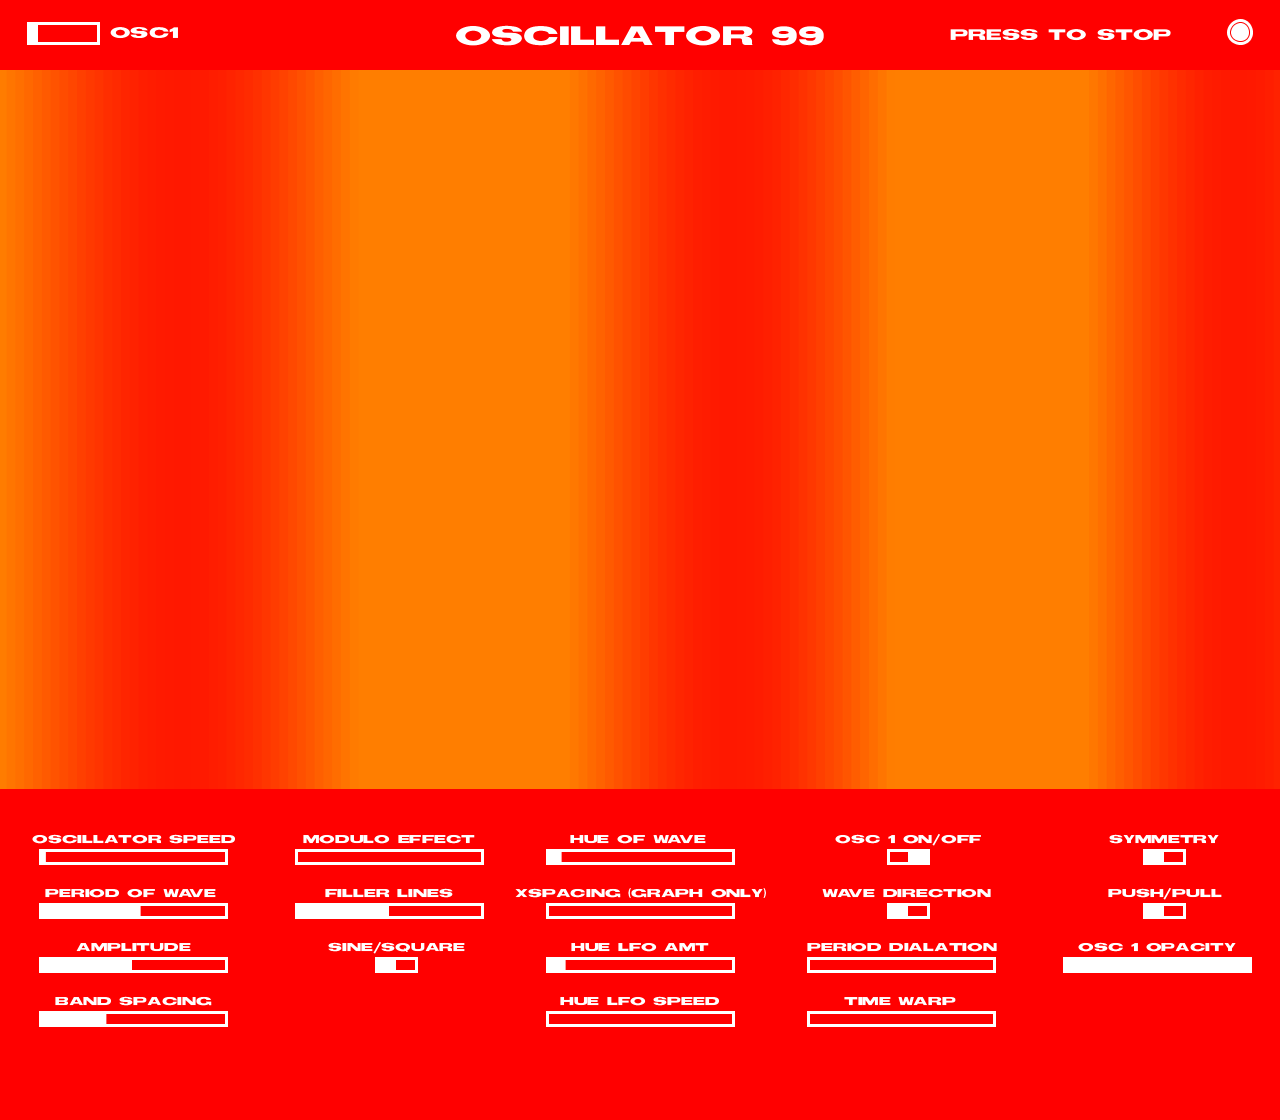 OSC1
OSCILLATOR 99
PRESS TO STOP
OSCILLATOR SPEED
MODULO EFFECT
HUE OF WAVE
OSC 1 ON/OFF
SYMMETRY
PERIOD OF WAVE
FILLER LINES
XSPACING (GRAPH ONLY)
WAVE DIRECTION
PUSH/PULL
AMPLITUDE
SINE/SQUARE
HUE LFO AMT
PERIOD DIALATION
OSC 1 OPACITY
BAND SPACING
HUE LFO SPEED
TIME WARP